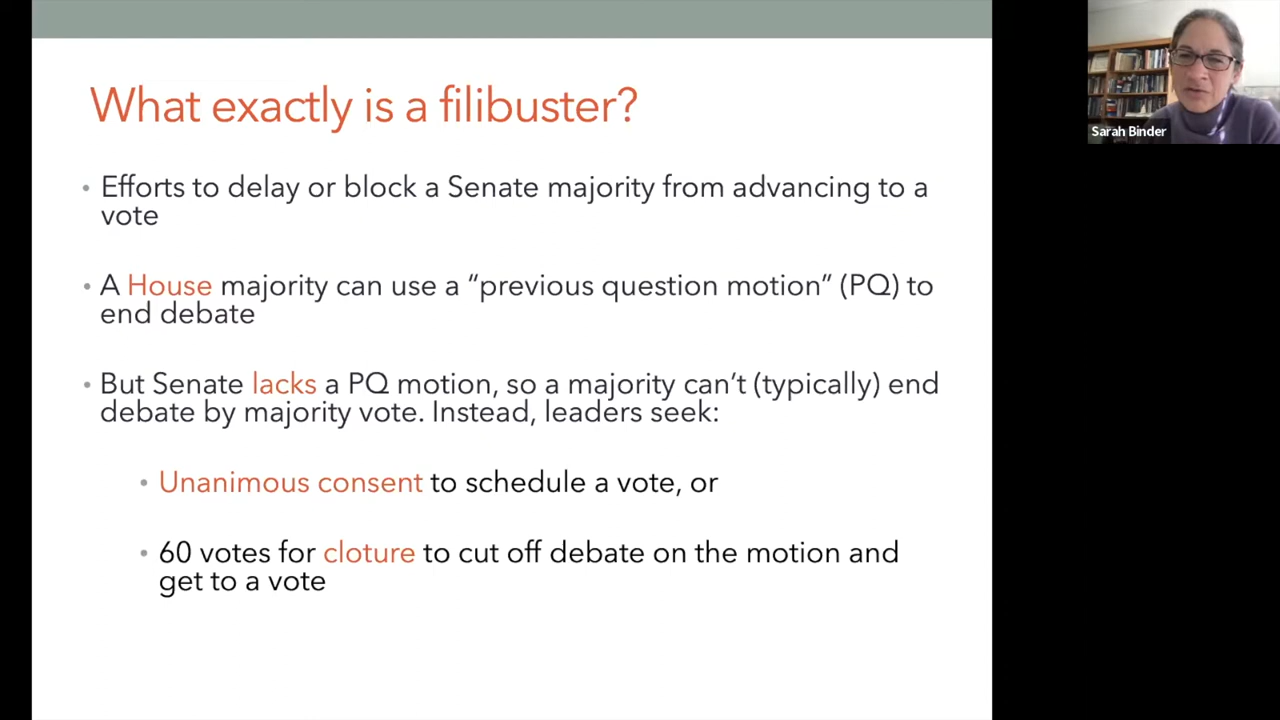 What exactly is a filibuster?
• Efforts to delay or block a Senate majority from advancing to a
vote
• A House majority can use a “previous question motion” (PQ) to
end debate
• But Senate lacks a PQ motion, so a majority can’t (typically) end
debate by majority vote. Instead, leaders seek:
• Unanimous consent to schedule a vote, or
• 60 votes for cloture to cut off debate on the motion and
get to a vote
Sarah Binder